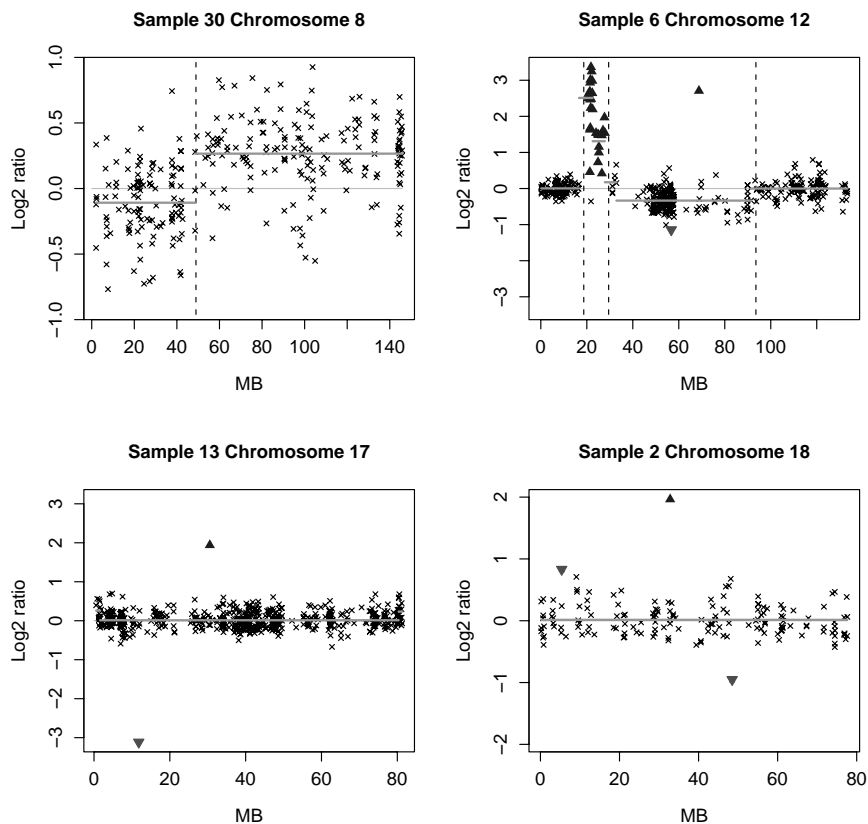 Sample 30 Chromosome 8
Log2 ratio
1.0
0.5
0.0
−0.5
−1.0
0 20 40 60 80 100 140
MB
Sample 6 Chromosome 12
Log2 ratio
3
2
1
0
−1
−3
0 20 40 60 80 100
MB
Sample 13 Chromosome 17
Log2 ratio
3
2
1
0
−1
−2
−3
0 20 40 60 80
MB
Sample 2 Chromosome 18
Log2 ratio
2
1
0
−1
−2
0 20 40 60 80
MB